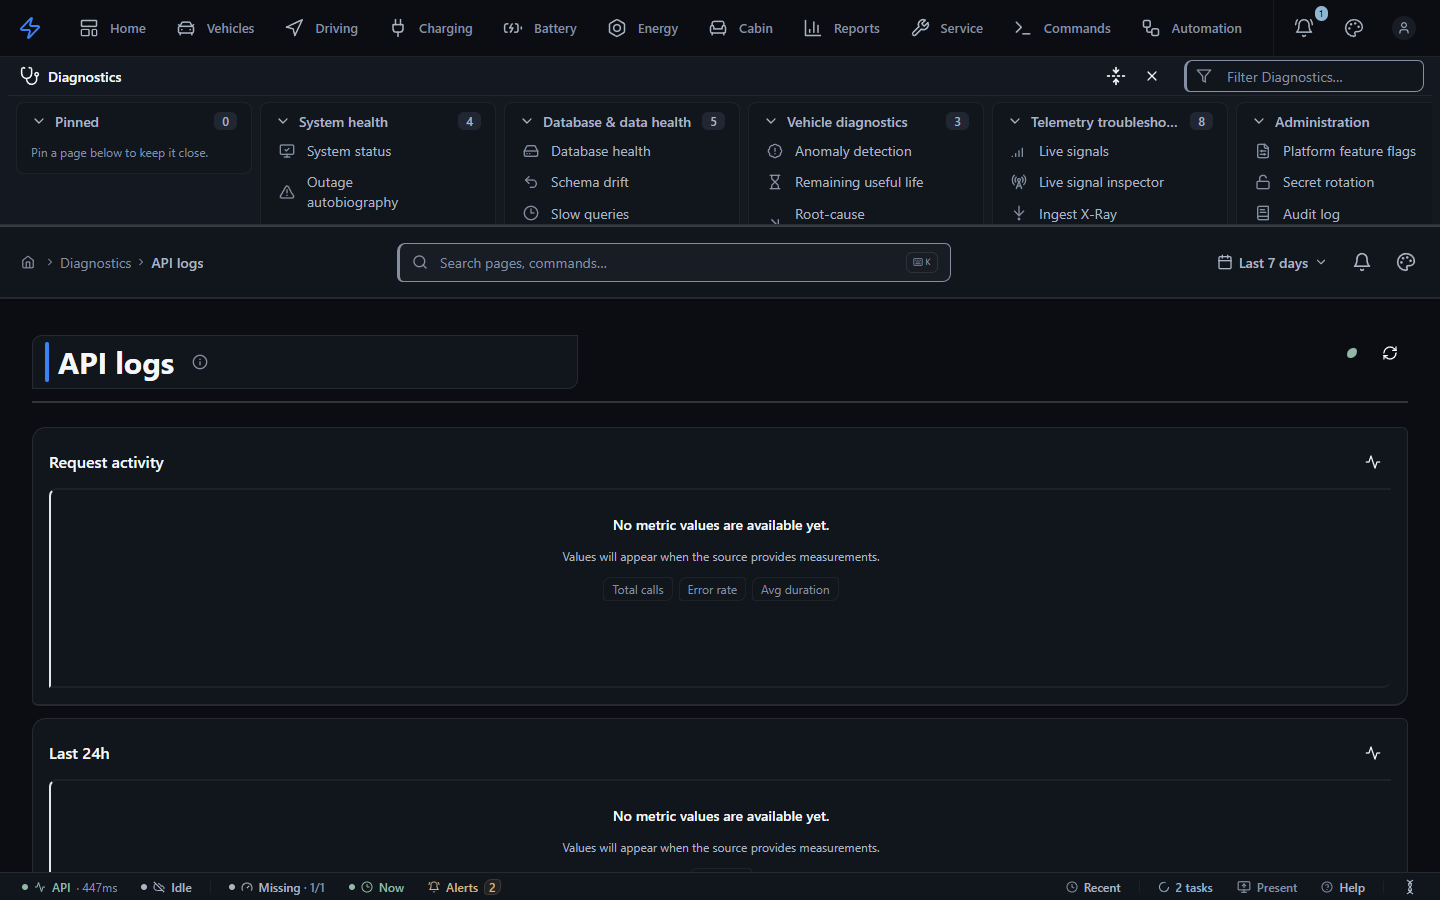 Home
Vehicles
Driving
Charging
Battery
Energy
Cabin
Reports
Service
Commands
Automation
1
Diagnostics
Filter Diagnostics...
Pinned
0
Pin a page below to keep it close.
System health
4
System status
Outage
autobiography
Database & data health
5
Database health
Schema drift
Slow queries
Vehicle diagnostics
3
Anomaly detection
Remaining useful life
Root-cause
Telemetry troublesho...
8
Live signals
Live signal inspector
Ingest X-Ray
Administration
Platform feature flags
Secret rotation
Audit log
Diagnostics
API logs
Search pages, commands...
K
Last 7 days
API logs
Request activity
No metric values are available yet.
Values will appear when the source provides measurements.
Total calls
Error rate
Avg duration
Last 24h
No metric values are available yet.
Values will appear when the source provides measurements.
API · 447ms
Idle
Missing · 1/1
Now
Alerts 2
Recent
2 tasks
Present
Help